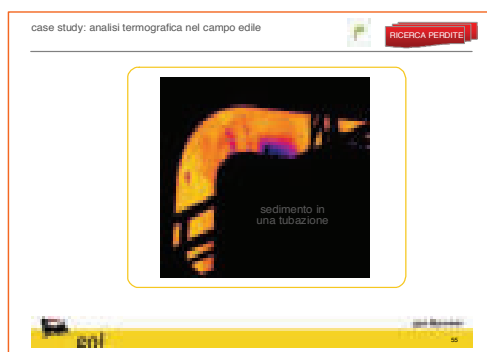 case study: analisi termografica nel campo edile
RICERCA PERDITE
sedimento in
una tubazione
eni
55